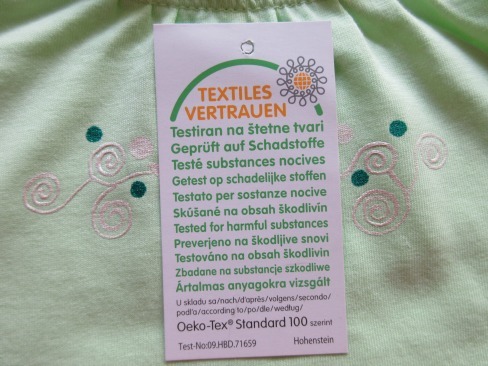 TEXTILES
VERTRAUEN
Testiran na štetne tvari
Geprüft auf Schadstoffe
Testé substances nocives
Getest op schadelijke stoffen
Testato per sostanze nocive
Skúšané na obsah škodlivín
Tested for harmful substances
Preverjeno na škodljive snovi
Testováno na obsah škodlivin
Zbadane na substancje szkodliwe
Ártalmas anyagokra vizsgált
U skladu sa/nach/d'après/volgens/secondo/
podľa/according to/po/dle/według/
Oeko-Tex® Standard 100 szerint
Test-No:09.HBD.71659 Hohenstein